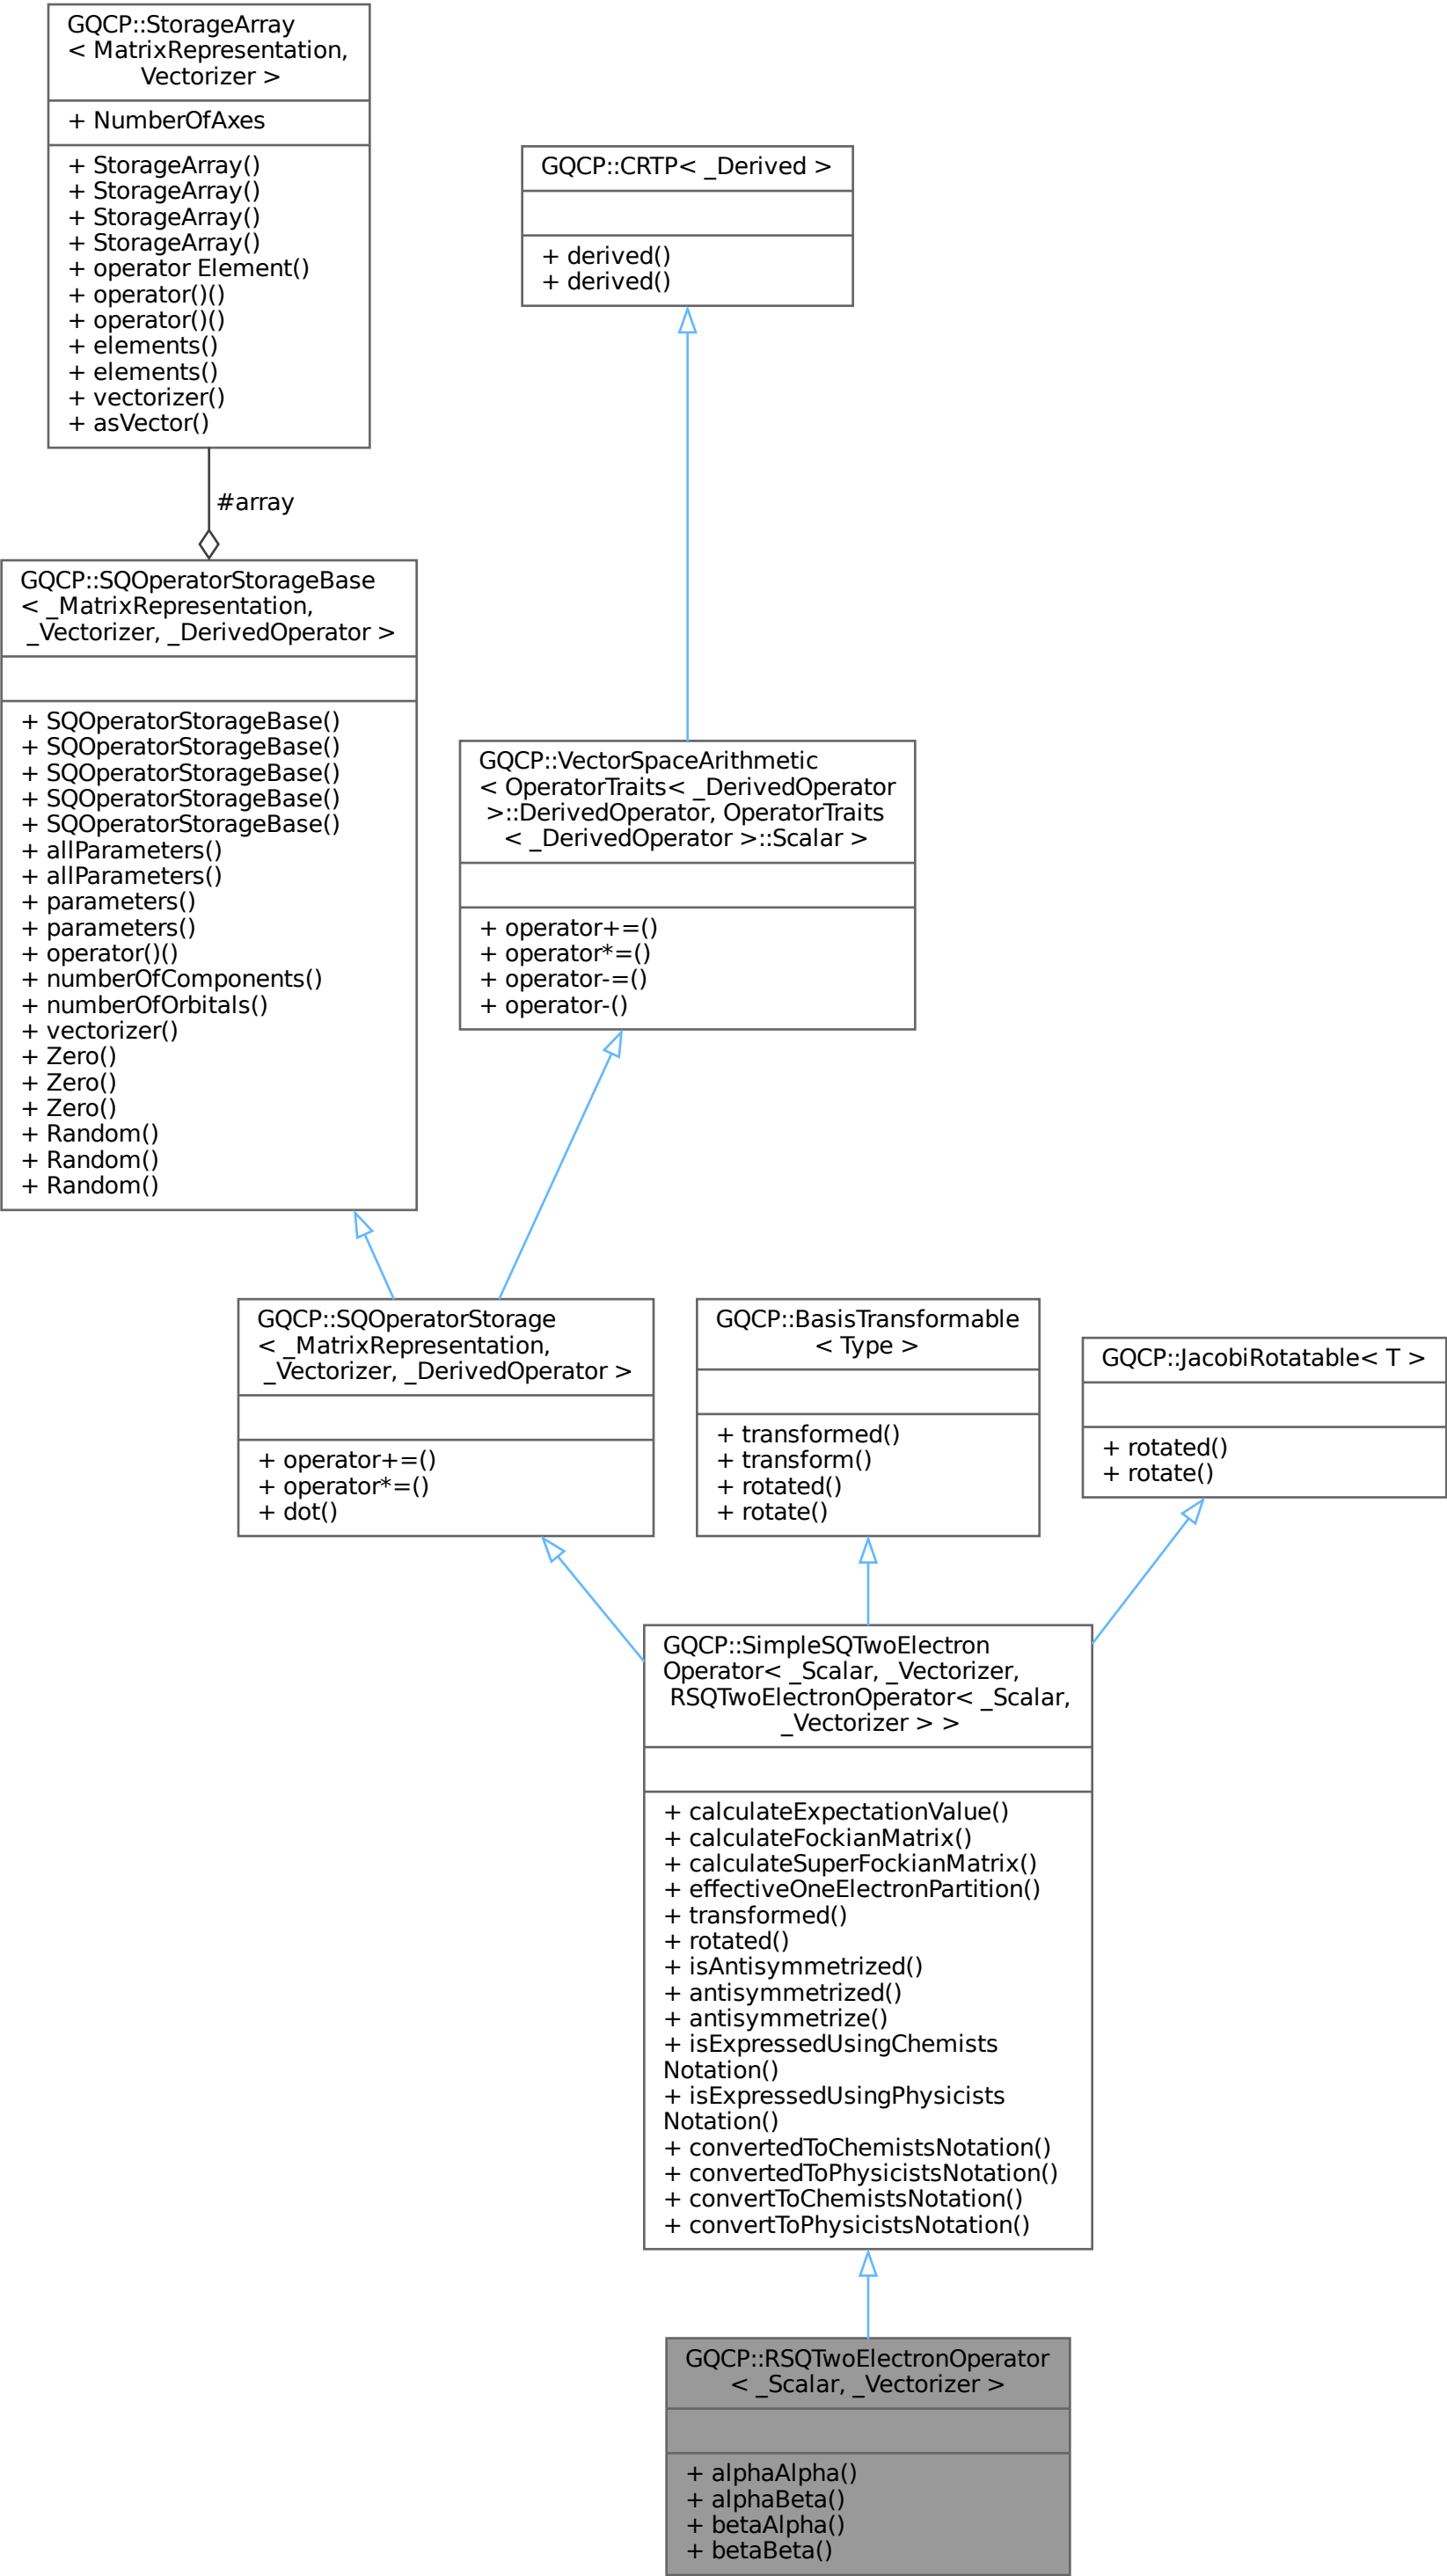 GQCP::StorageArray
< MatrixRepresentation,
Vectorizer >
+ NumberOfAxes
+ StorageArray()
+ StorageArray()
+ StorageArray()
+ StorageArray()
+ operator Element()
+ operator()()
+ operator()()
+ elements()
+ elements()
+ vectorizer()
+ asVector()
GQCP::CRTP< _Derived >
+ derived()
+ derived()
#array
GQCP::SQOperatorStorageBase
< _MatrixRepresentation,
_Vectorizer, _DerivedOperator >
+ SQOperatorStorageBase()
+ SQOperatorStorageBase()
+ SQOperatorStorageBase()
+ SQOperatorStorageBase()
+ SQOperatorStorageBase()
+ allParameters()
+ allParameters()
+ parameters()
+ parameters()
+ operator()()
+ numberOfComponents()
+ numberOfOrbitals()
+ vectorizer()
+ Zero()
+ Zero()
+ Zero()
+ Random()
+ Random()
+ Random()
GQCP::VectorSpaceArithmetic
< OperatorTraits< _DerivedOperator
>::DerivedOperator, OperatorTraits
< _DerivedOperator >::Scalar >
+ operator+=()
+ operator*=()
+ operator-=()
+ operator-()
GQCP::SQOperatorStorage
< _MatrixRepresentation,
_Vectorizer, _DerivedOperator >
+ operator+=()
+ operator*=()
+ dot()
GQCP::BasisTransformable
< Type >
+ transformed()
+ transform()
+ rotated()
+ rotate()
GQCP::JacobiRotatable< T >
+ rotated()
+ rotate()
GQCP::SimpleSQTwoElectron
Operator< _Scalar, _Vectorizer,
RSQTwoElectronOperator< _Scalar,
_Vectorizer > >
+ calculateExpectationValue()
+ calculateFockianMatrix()
+ calculateSuperFockianMatrix()
+ effectiveOneElectronPartition()
+ transformed()
+ rotated()
+ isAntisymmetrized()
+ antisymmetrized()
+ antisymmetrize()
+ isExpressedUsingChemists
Notation()
+ isExpressedUsingPhysicists
Notation()
+ convertedToChemistsNotation()
+ convertedToPhysicistsNotation()
+ convertToChemistsNotation()
+ convertToPhysicistsNotation()
GQCP::RSQTwoElectronOperator
< _Scalar, _Vectorizer >
+ alphaAlpha()
+ alphaBeta()
+ betaAlpha()
+ betaBeta()